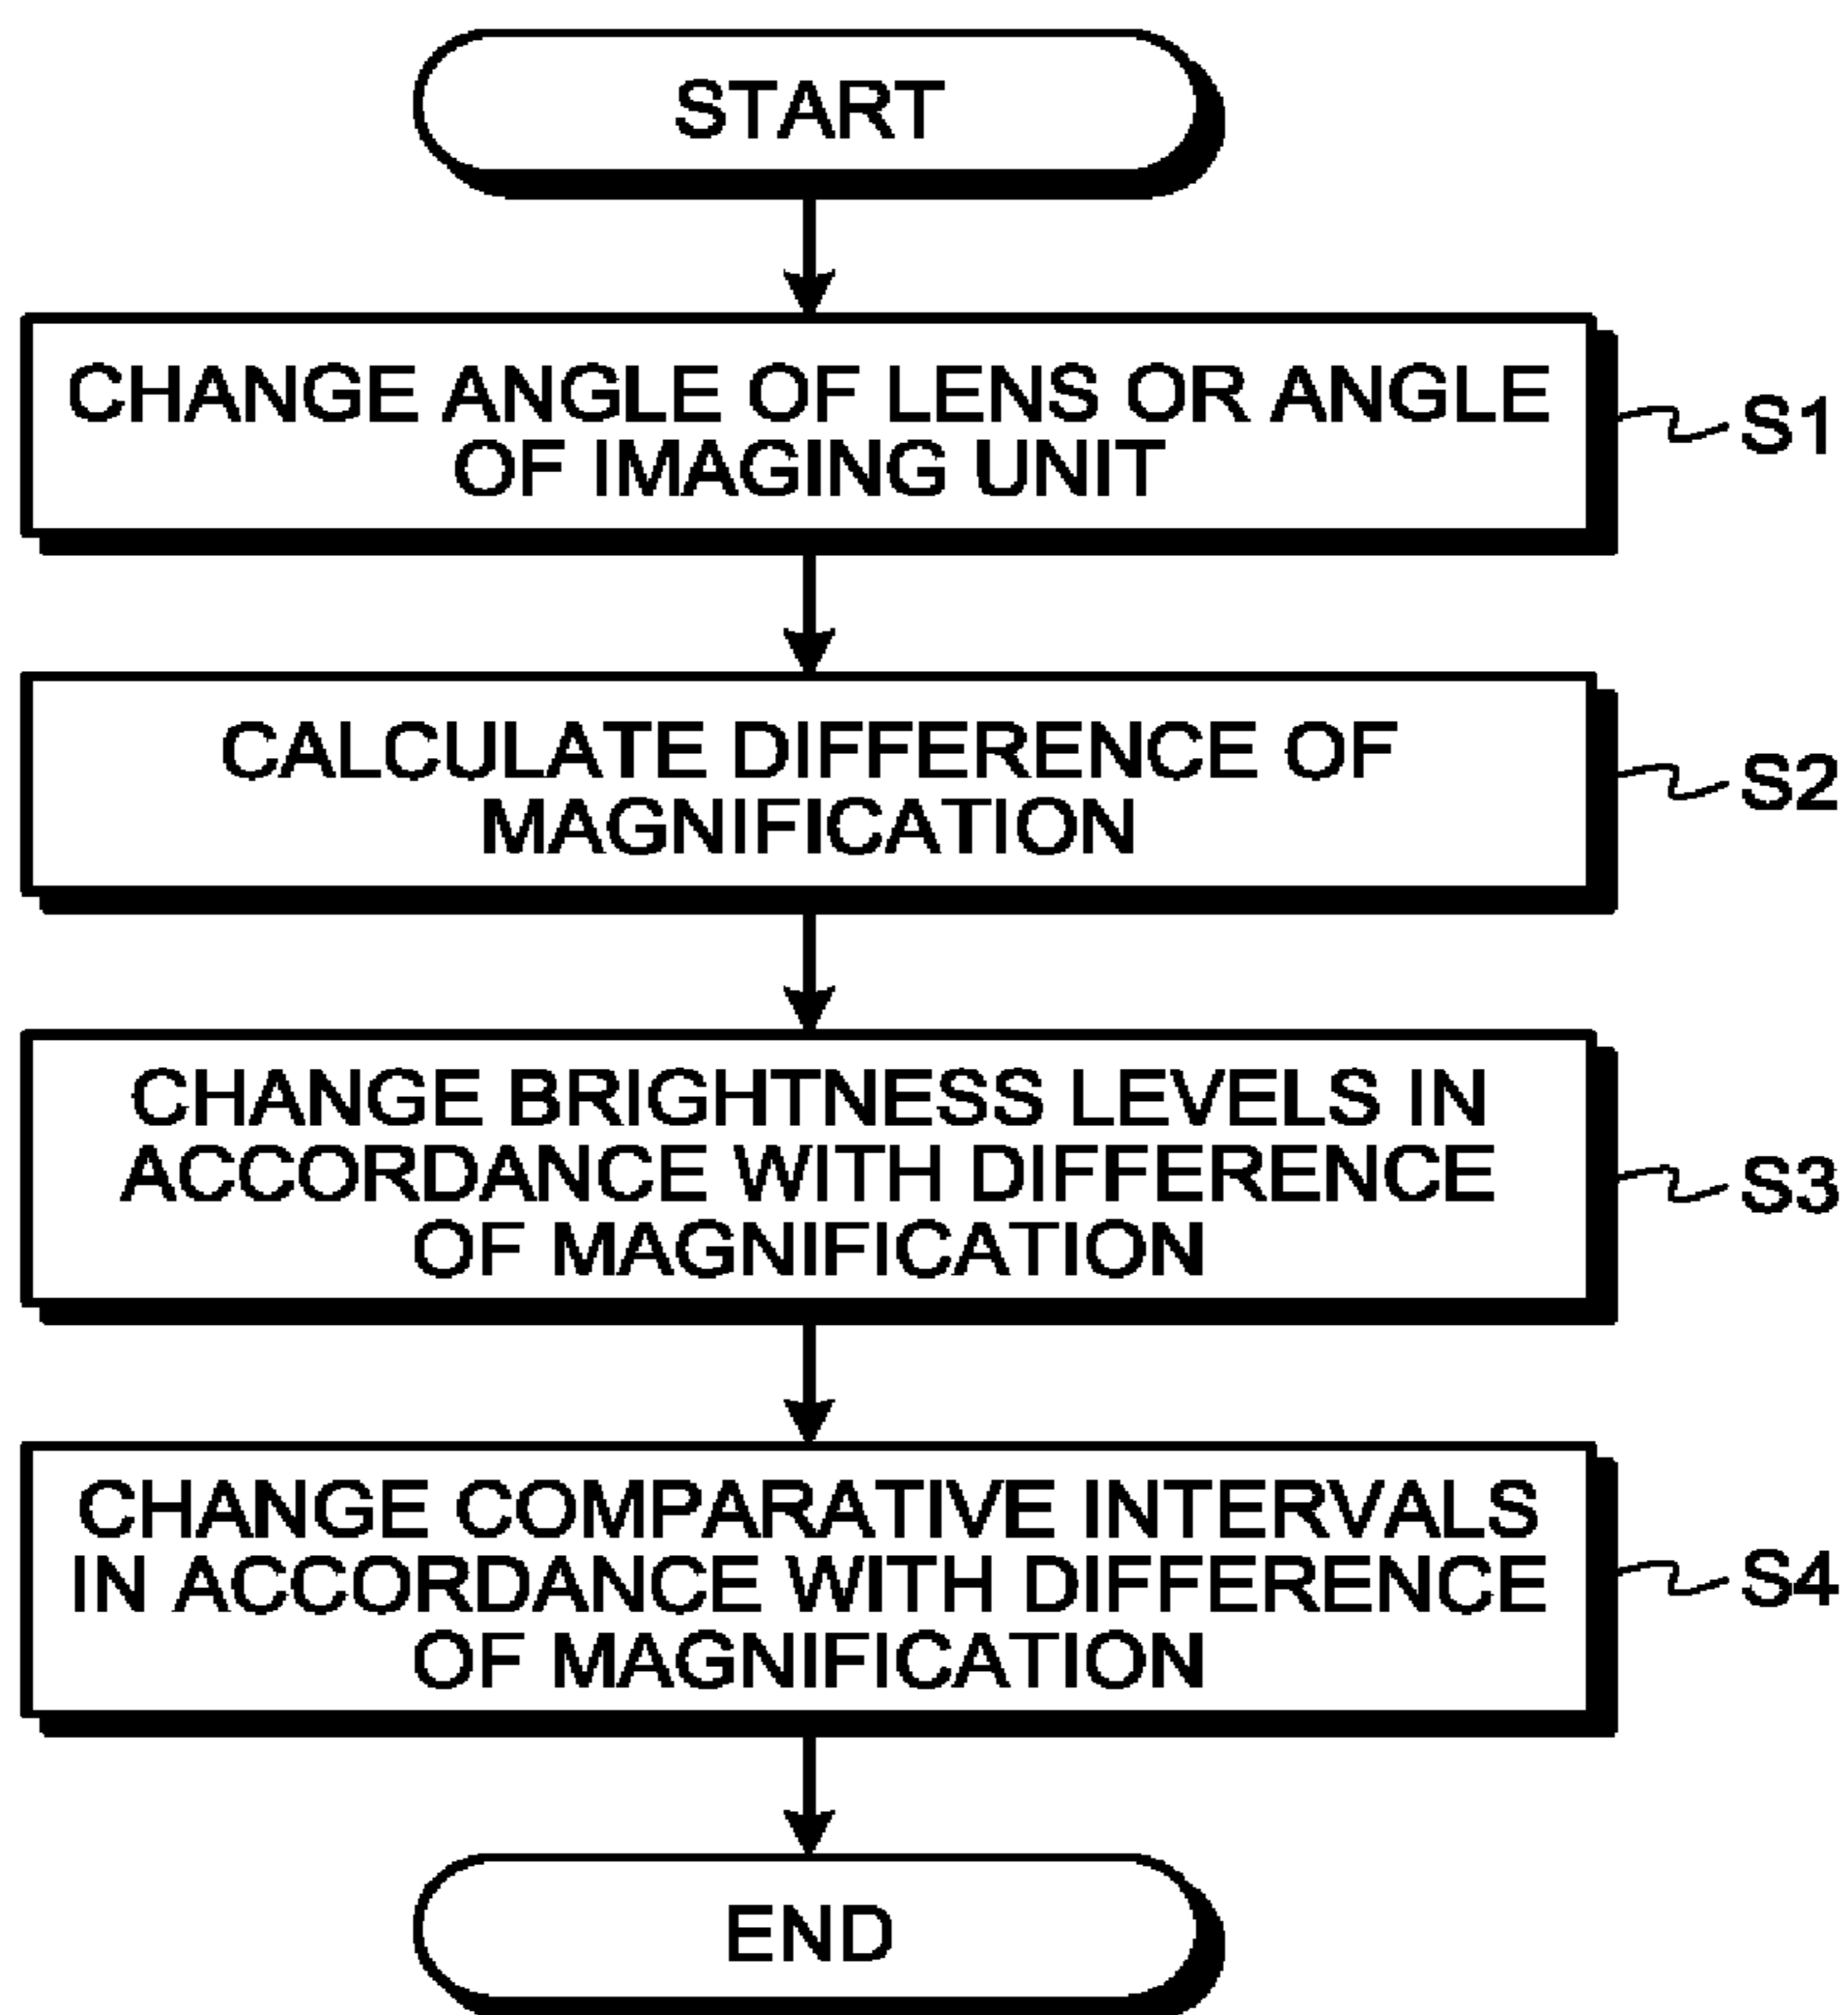 START
CHANGE ANGLE OF LENS OR ANGLE
OF IMAGING UNIT
S1
CALCULATE DIFFERENCE OF
MAGNIFICATION
S2
CHANGE BRIGHTNESS LEVELS IN
ACCORDANCE WITH DIFFERENCE
OF MAGNIFICATION
S3
CHANGE COMPARATIVE INTERVALS
IN ACCORDANCE WITH DIFFERENCE
OF MAGNIFICATION
S4
END